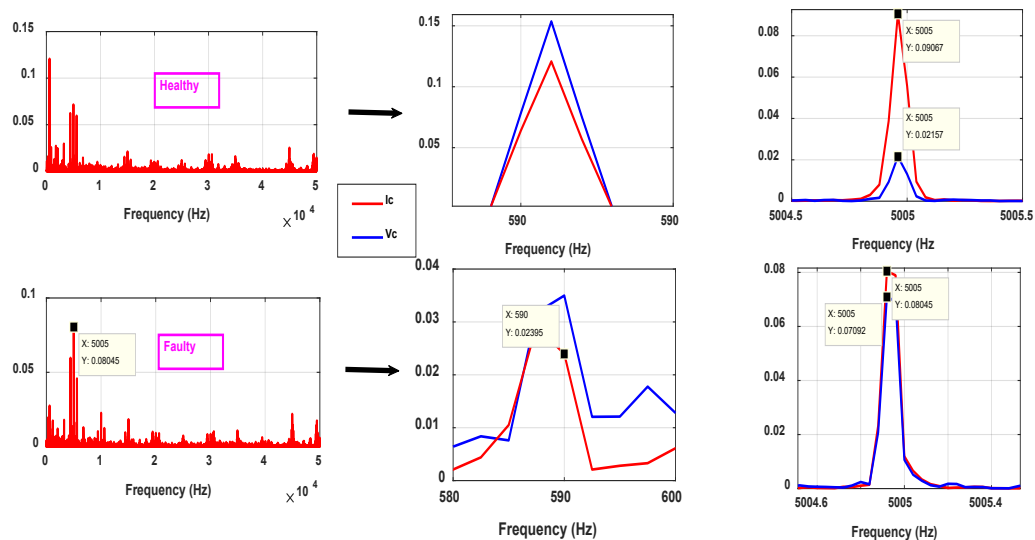 0.15
0.1
0.05
0
0
1
2
3
4
5
Healthy
Frequency (Hz)
× 10 4
0.15
0.1
0.05
590
590
Frequency (Hz)
X: 5005
Y: 0.09067
X: 5005
Y: 0.02157
0.08
0.06
0.04
0.02
0
5004.5
5005
5005.5
Frequency (Hz
Ic
Vc
0.1
0.05
0
0
1
2
3
4
5
X: 5005
Y: 0.08045
Faulty
Frequency (Hz)
× 10 4
0.04
0.03
0.02
0.01
0
580
590
600
X: 590
Y: 0.02395
Frequency (Hz)
0.08
0.06
0.04
0.02
0
5004.6
5005
5005.4
X: 5005
Y: 0.07092
X: 5005
Y: 0.08045
Frequency (Hz)